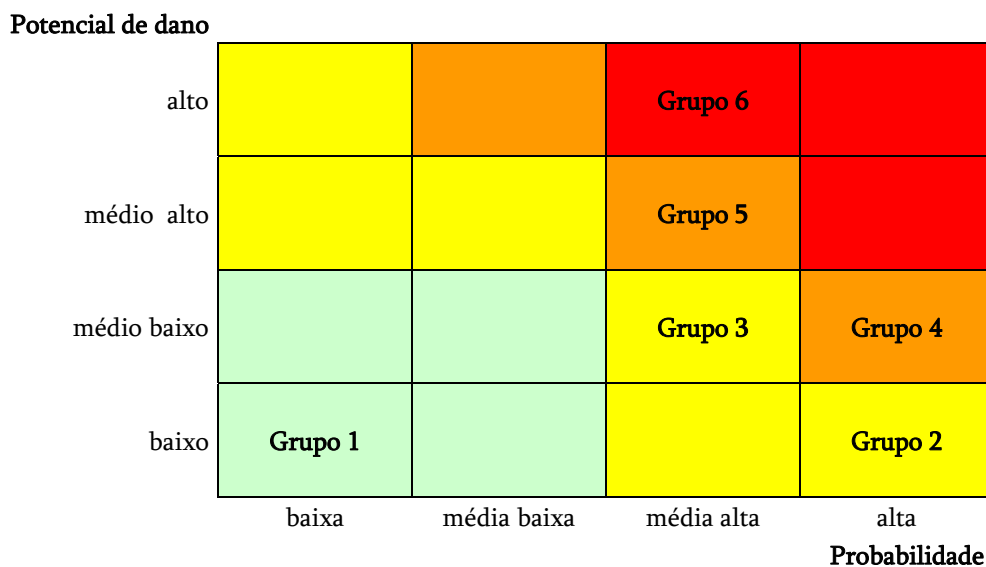 Potencial de dano
alto
Grupo 6
médio alto
Grupo 5
médio baixo
Grupo 3
Grupo 4
baixo
Grupo 1
Grupo 2
baixa
média baixa
média alta
alta
Probabilidade